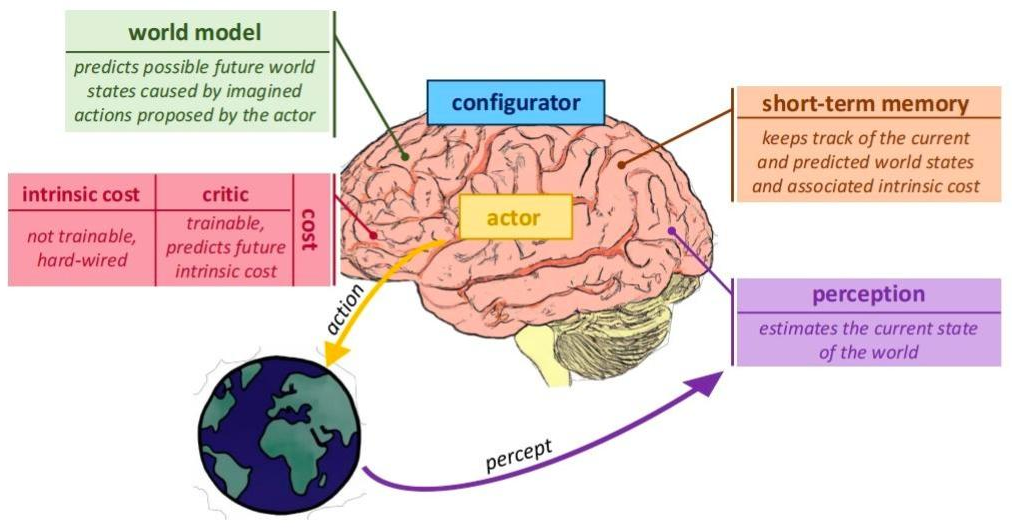 world model
predicts possible future world
states caused by imagined
actions proposed by the actor
configurator
short-term memory
keeps track of the current
and predicted world states
and associated intrinsic cost
intrinsic cost
not trainable,
hard-wired
critic
trainable,
predicts future
intrinsic cost
cost
actor
action
perception
estimates the current state
of the world
percept